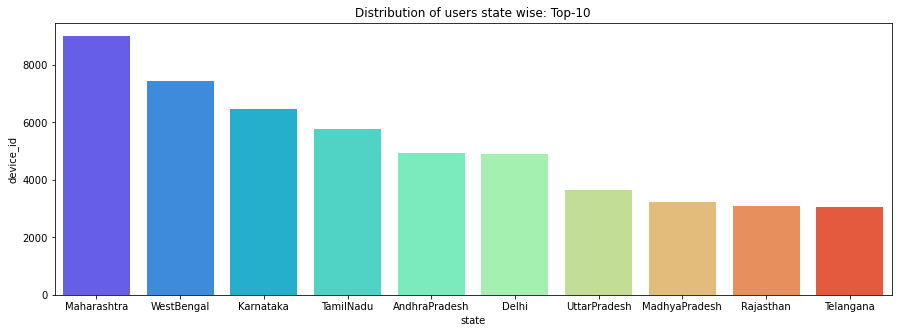 Distribution of users state wise: Top-10
8000
6000
4000
2000
0
device_id
Maharashtra WestBengal Karnataka TamilNadu AndhraPradesh Delhi UttarPradesh MadhyaPradesh Rajasthan Telangana
state